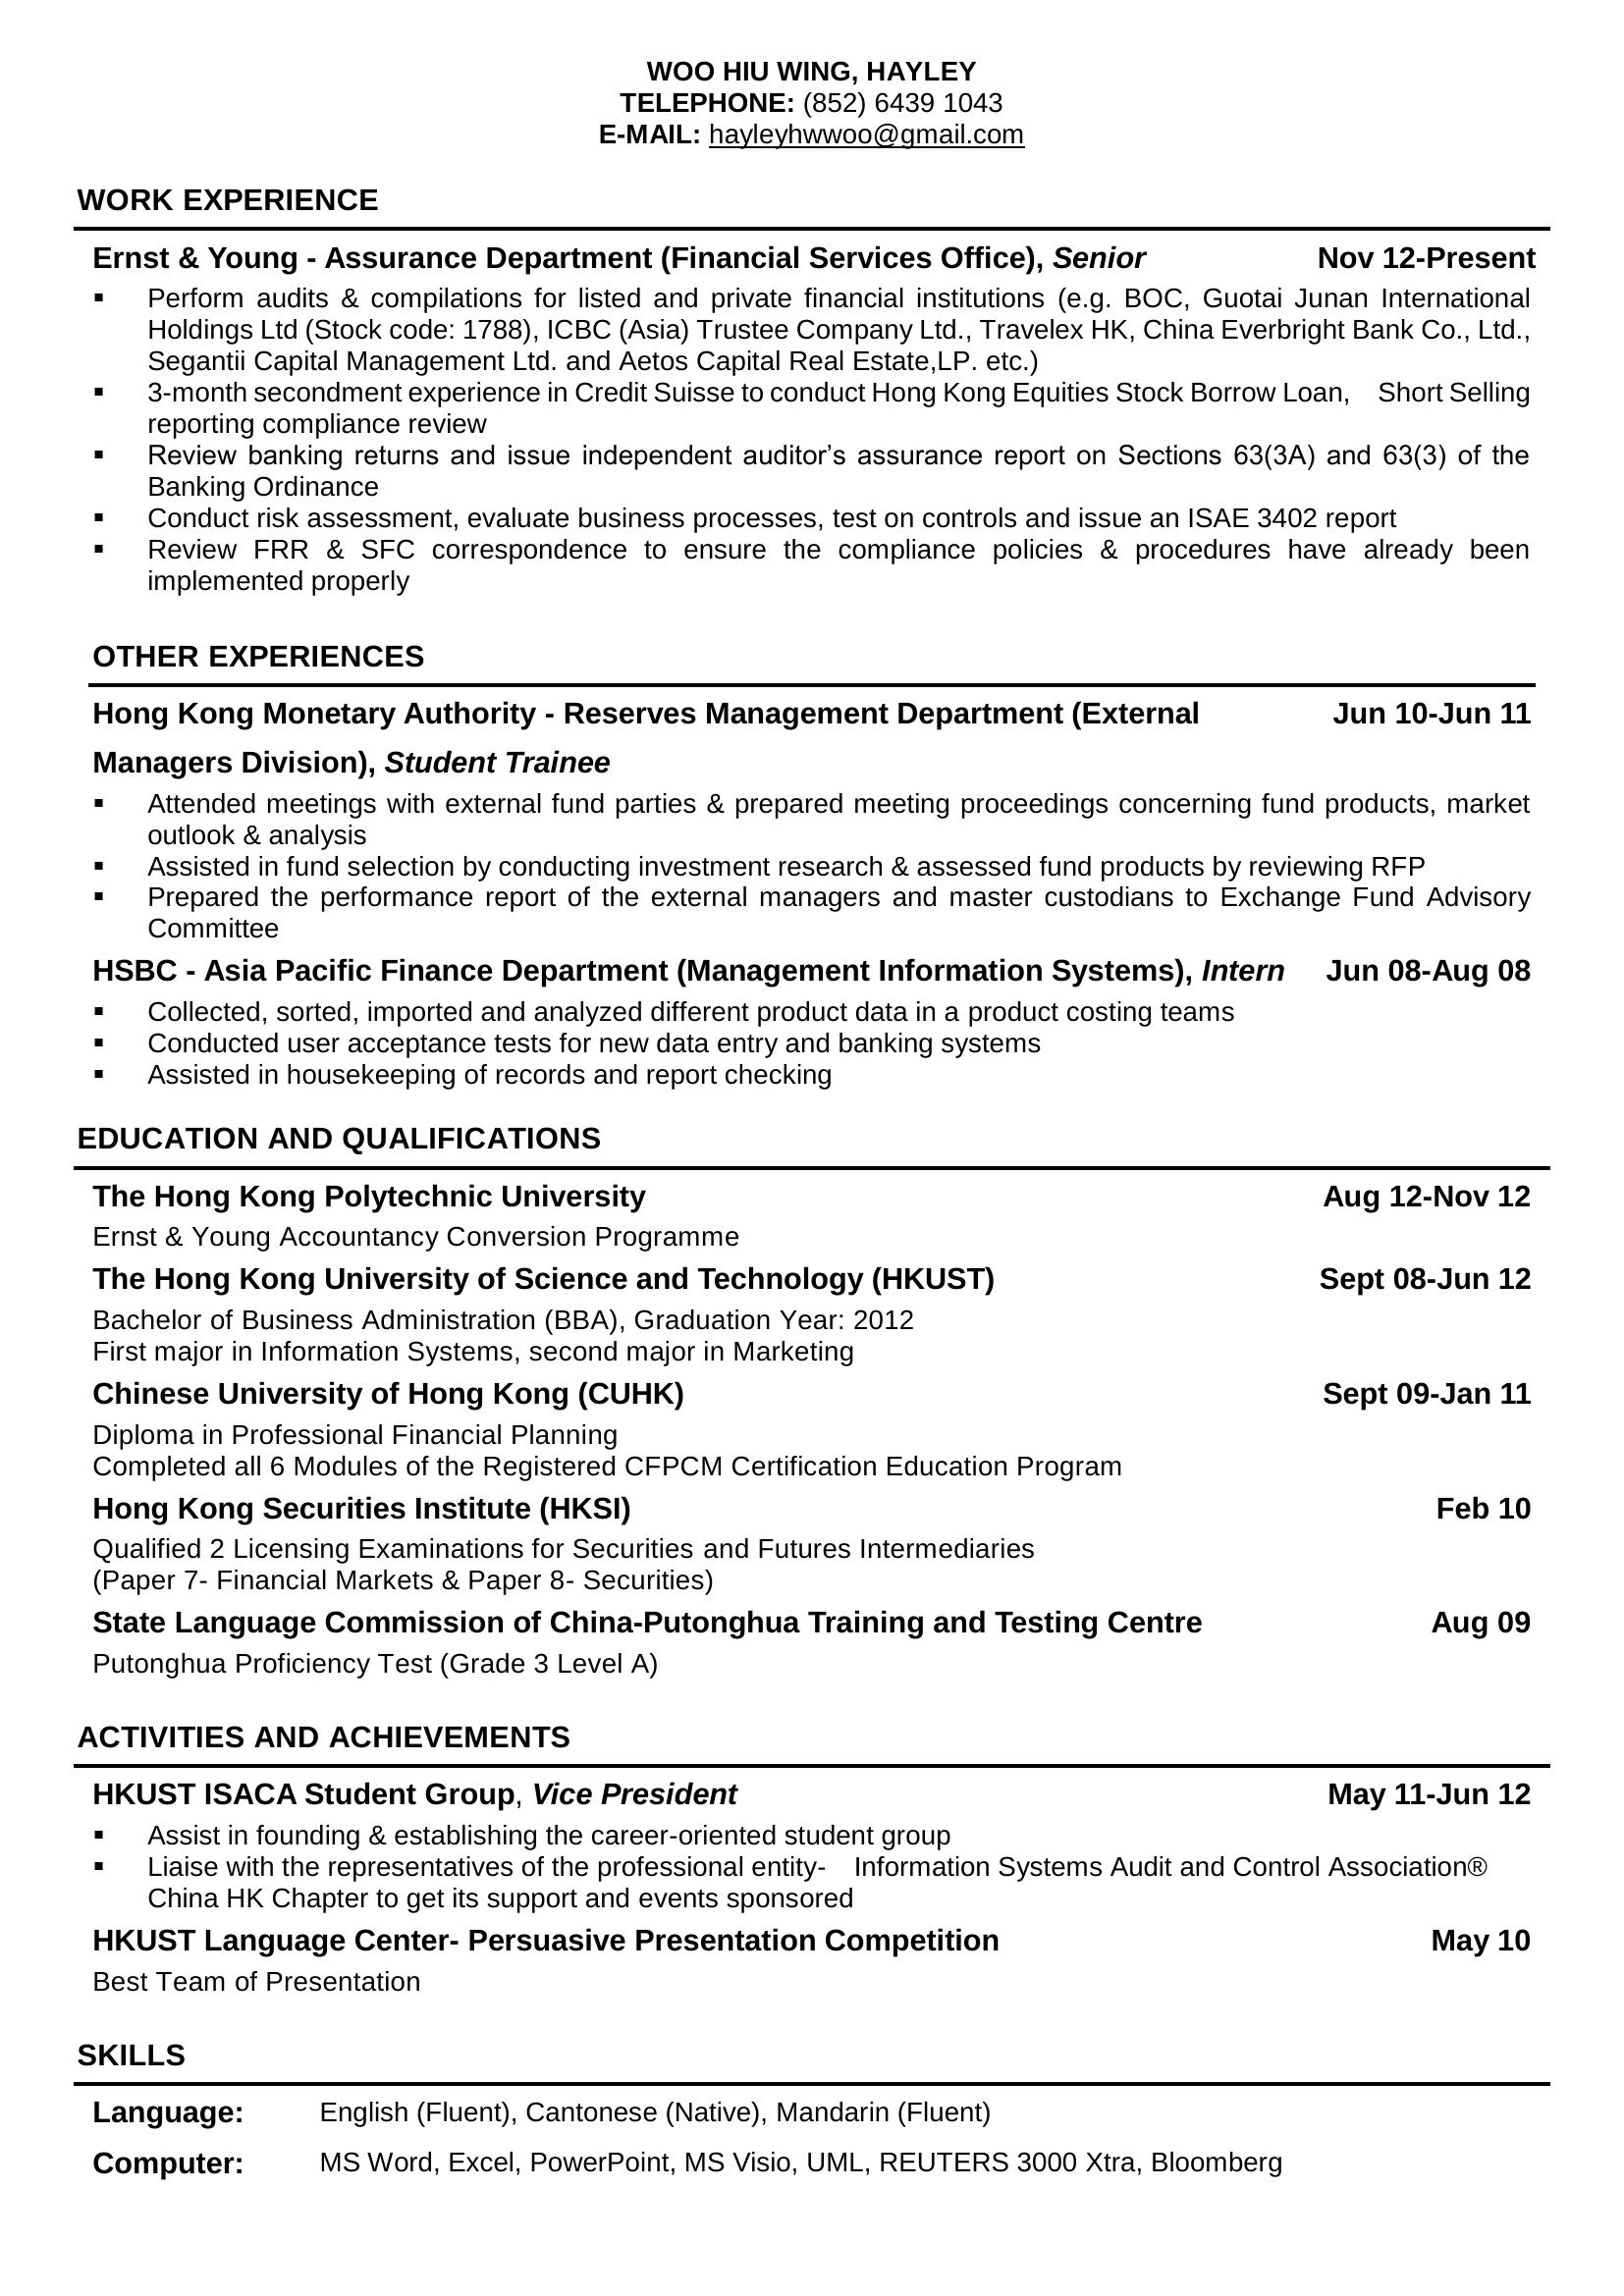 WOO HIU WING, HAYLEY
TELEPHONE: (852) 6439 1043
E-MAIL: hayleyhwwoo@gmail.com
WORK EXPERIENCE
Ernst & Young - Assurance Department (Financial Services Office), Senior Nov 12-Present
▪ Perform audits & compilations for listed and private financial institutions (e.g. BOC, Guotai Junan International
Holdings Ltd (Stock code: 1788), ICBC (Asia) Trustee Company Ltd., Travelex HK, China Everbright Bank Co., Ltd.,
Segantii Capital Management Ltd. and Aetos Capital Real Estate,LP. etc.)
▪ 3-month secondment experience in Credit Suisse to conduct Hong Kong Equities Stock Borrow Loan, Short Selling
reporting compliance review
▪ Review banking returns and issue independent auditor’s assurance report on Sections 63(3A) and 63(3) of the
Banking Ordinance
▪ Conduct risk assessment, evaluate business processes, test on controls and issue an ISAE 3402 report
▪ Review FRR & SFC correspondence to ensure the compliance policies & procedures have already been
implemented properly
OTHER EXPERIENCES
Hong Kong Monetary Authority - Reserves Management Department (External Jun 10-Jun 11
Managers Division), Student Trainee
▪ Attended meetings with external fund parties & prepared meeting proceedings concerning fund products, market
outlook & analysis
▪ Assisted in fund selection by conducting investment research & assessed fund products by reviewing RFP
▪ Prepared the performance report of the external managers and master custodians to Exchange Fund Advisory
Committee
HSBC - Asia Pacific Finance Department (Management Information Systems), Intern Jun 08-Aug 08
▪ Collected, sorted, imported and analyzed different product data in a product costing teams
▪ Conducted user acceptance tests for new data entry and banking systems
▪ Assisted in housekeeping of records and report checking
EDUCATION AND QUALIFICATIONS
The Hong Kong Polytechnic University Aug 12-Nov 12
Ernst & Young Accountancy Conversion Programme
The Hong Kong University of Science and Technology (HKUST) Sept 08-Jun 12
Bachelor of Business Administration (BBA), Graduation Year: 2012
First major in Information Systems, second major in Marketing
Chinese University of Hong Kong (CUHK) Sept 09-Jan 11
Diploma in Professional Financial Planning
Completed all 6 Modules of the Registered CFPCM Certification Education Program
Hong Kong Securities Institute (HKSI) Feb 10
Qualified 2 Licensing Examinations for Securities and Futures Intermediaries
(Paper 7- Financial Markets & Paper 8- Securities)
State Language Commission of China-Putonghua Training and Testing Centre Aug 09
Putonghua Proficiency Test (Grade 3 Level A)
ACTIVITIES AND ACHIEVEMENTS
HKUST ISACA Student Group, Vice President May 11-Jun 12
▪ Assist in founding & establishing the career-oriented student group
▪ Liaise with the representatives of the professional entity- Information Systems Audit and Control Association®
China HK Chapter to get its support and events sponsored
HKUST Language Center- Persuasive Presentation Competition May 10
Best Team of Presentation
SKILLS
Language: English (Fluent), Cantonese (Native), Mandarin (Fluent)
Computer: MS Word, Excel, PowerPoint, MS Visio, UML, REUTERS 3000 Xtra, Bloomberg